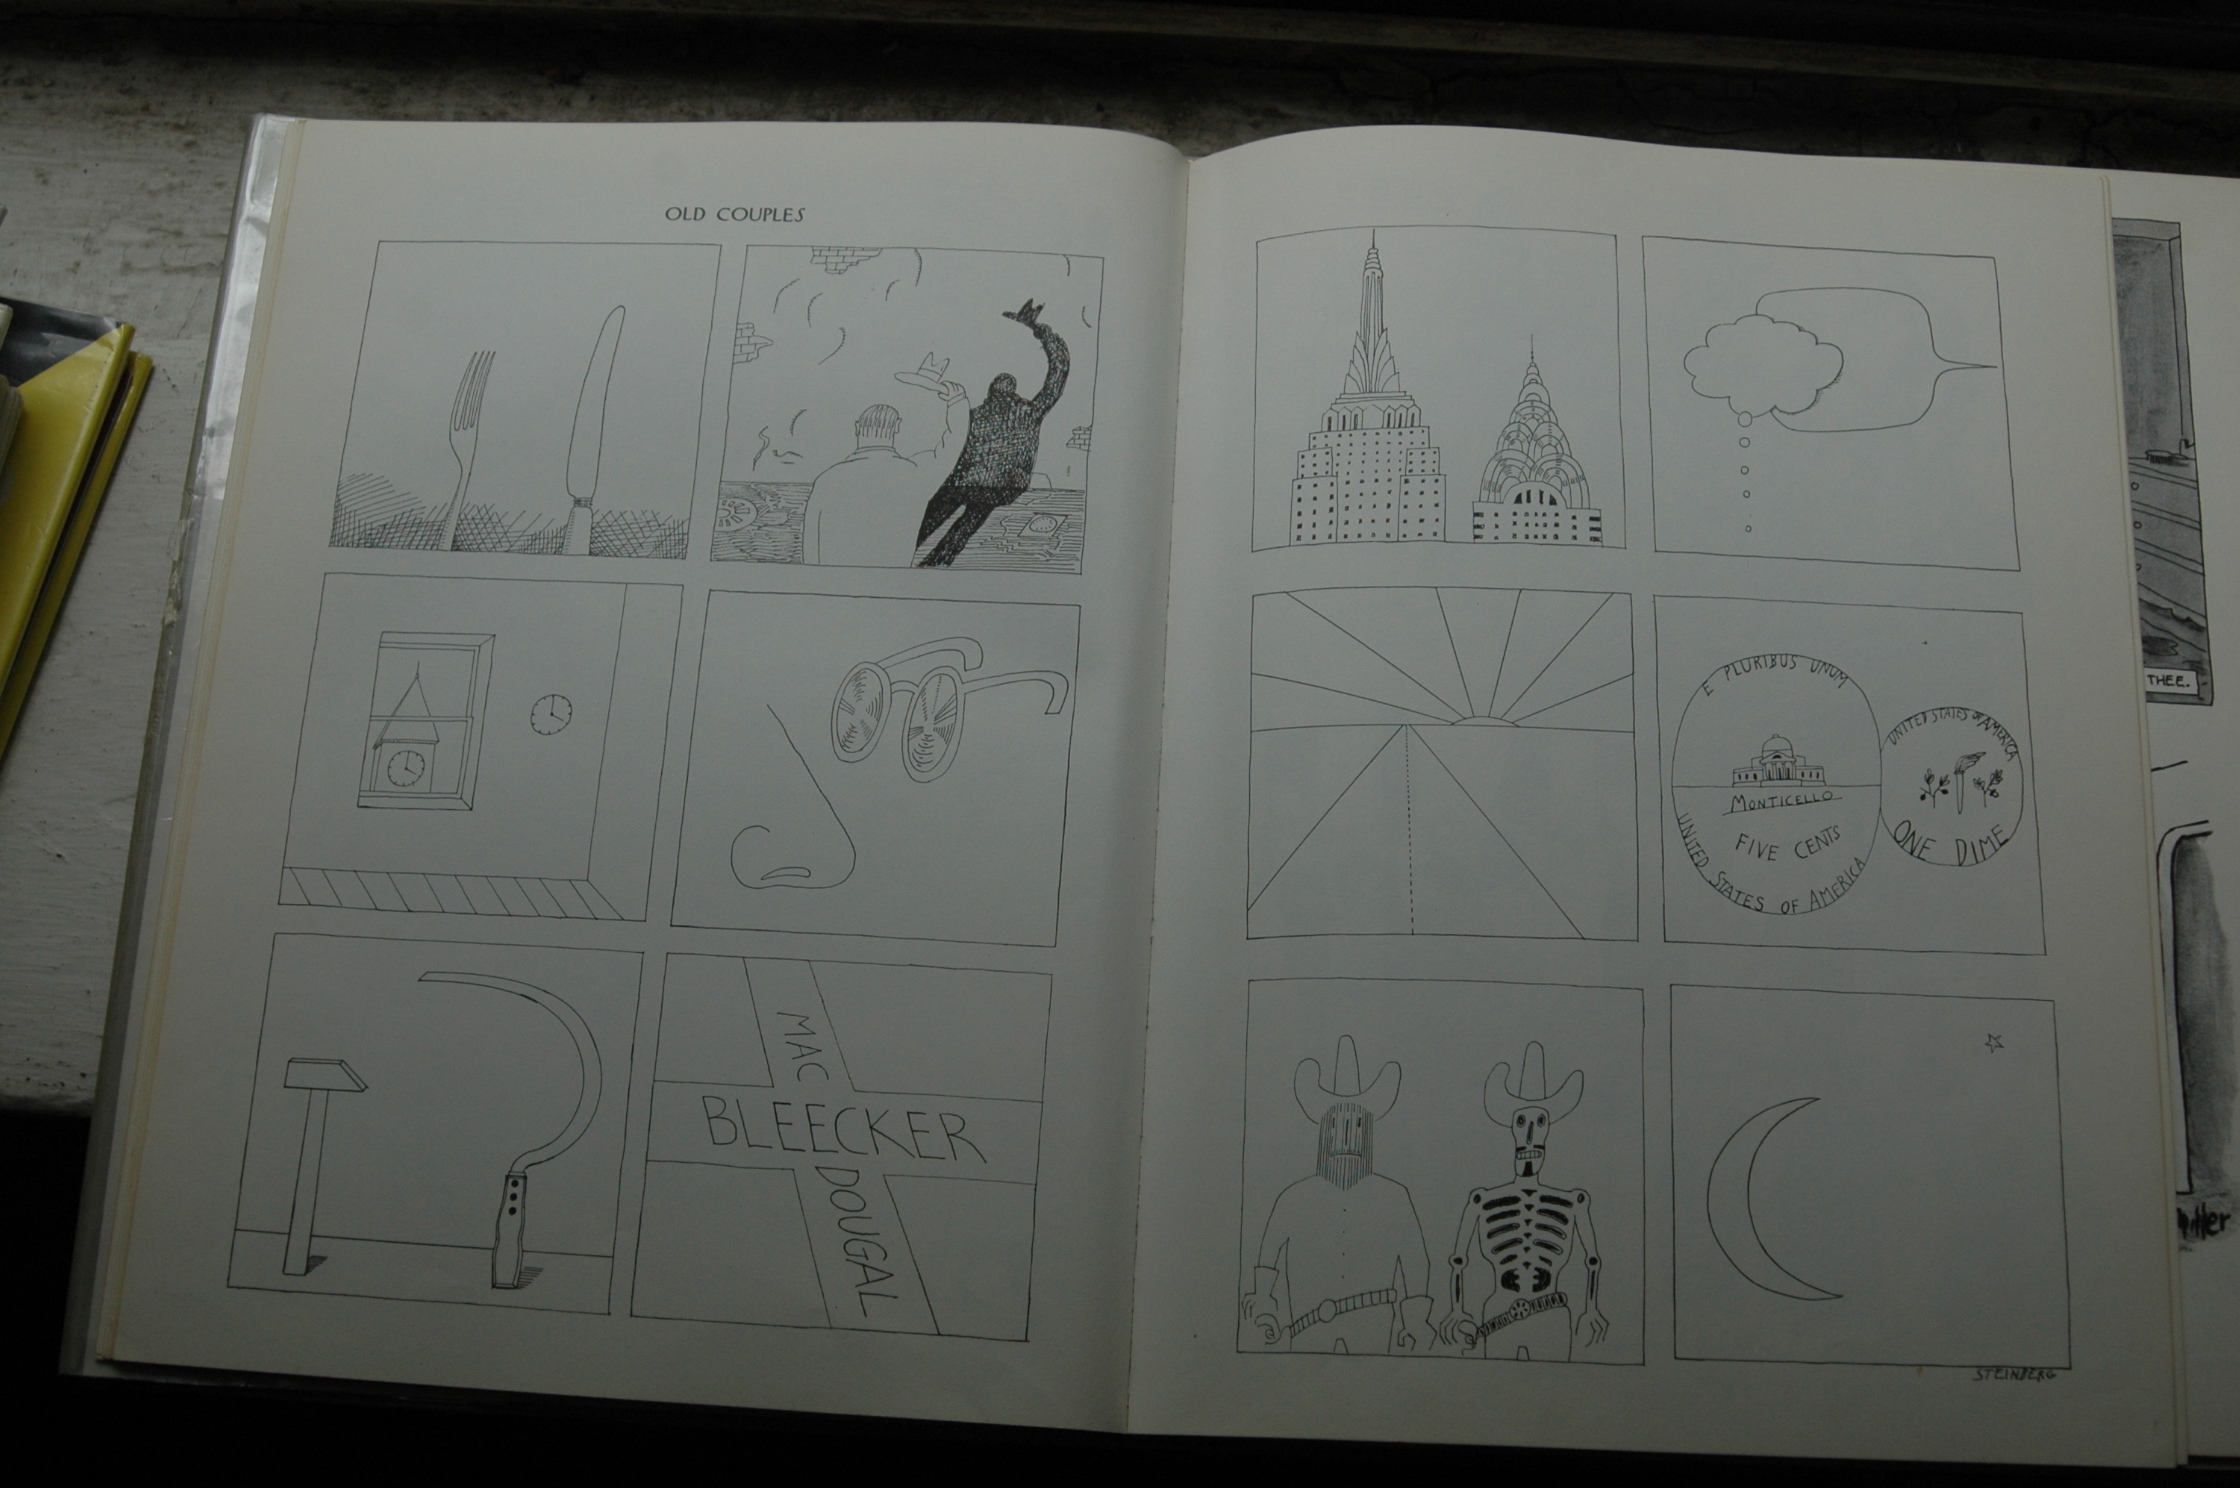 OLD COUPLES
MAC
BLEECKER
DOUGAL
E PLURIBUS UNUM
MONTICELLO
FIVE CENTS
UNITED STATES OF AMERICA
UNITED STATES OF AMERICA
ONE DIME
STEINBERG
THEE.